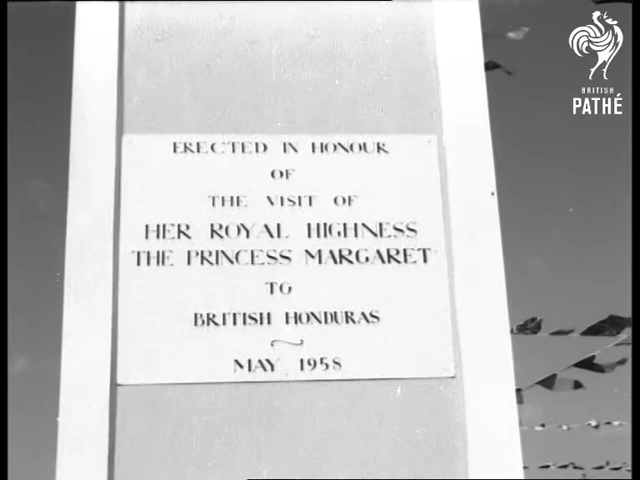 BRITISH
PATHÉ
ERECTED IN HONOUR
OF
THE VISIT OF
HER ROYAL HIGHNESS
THE PRINCESS MARGARET
TO
BRITISH HONDURAS
~
MAY 1958